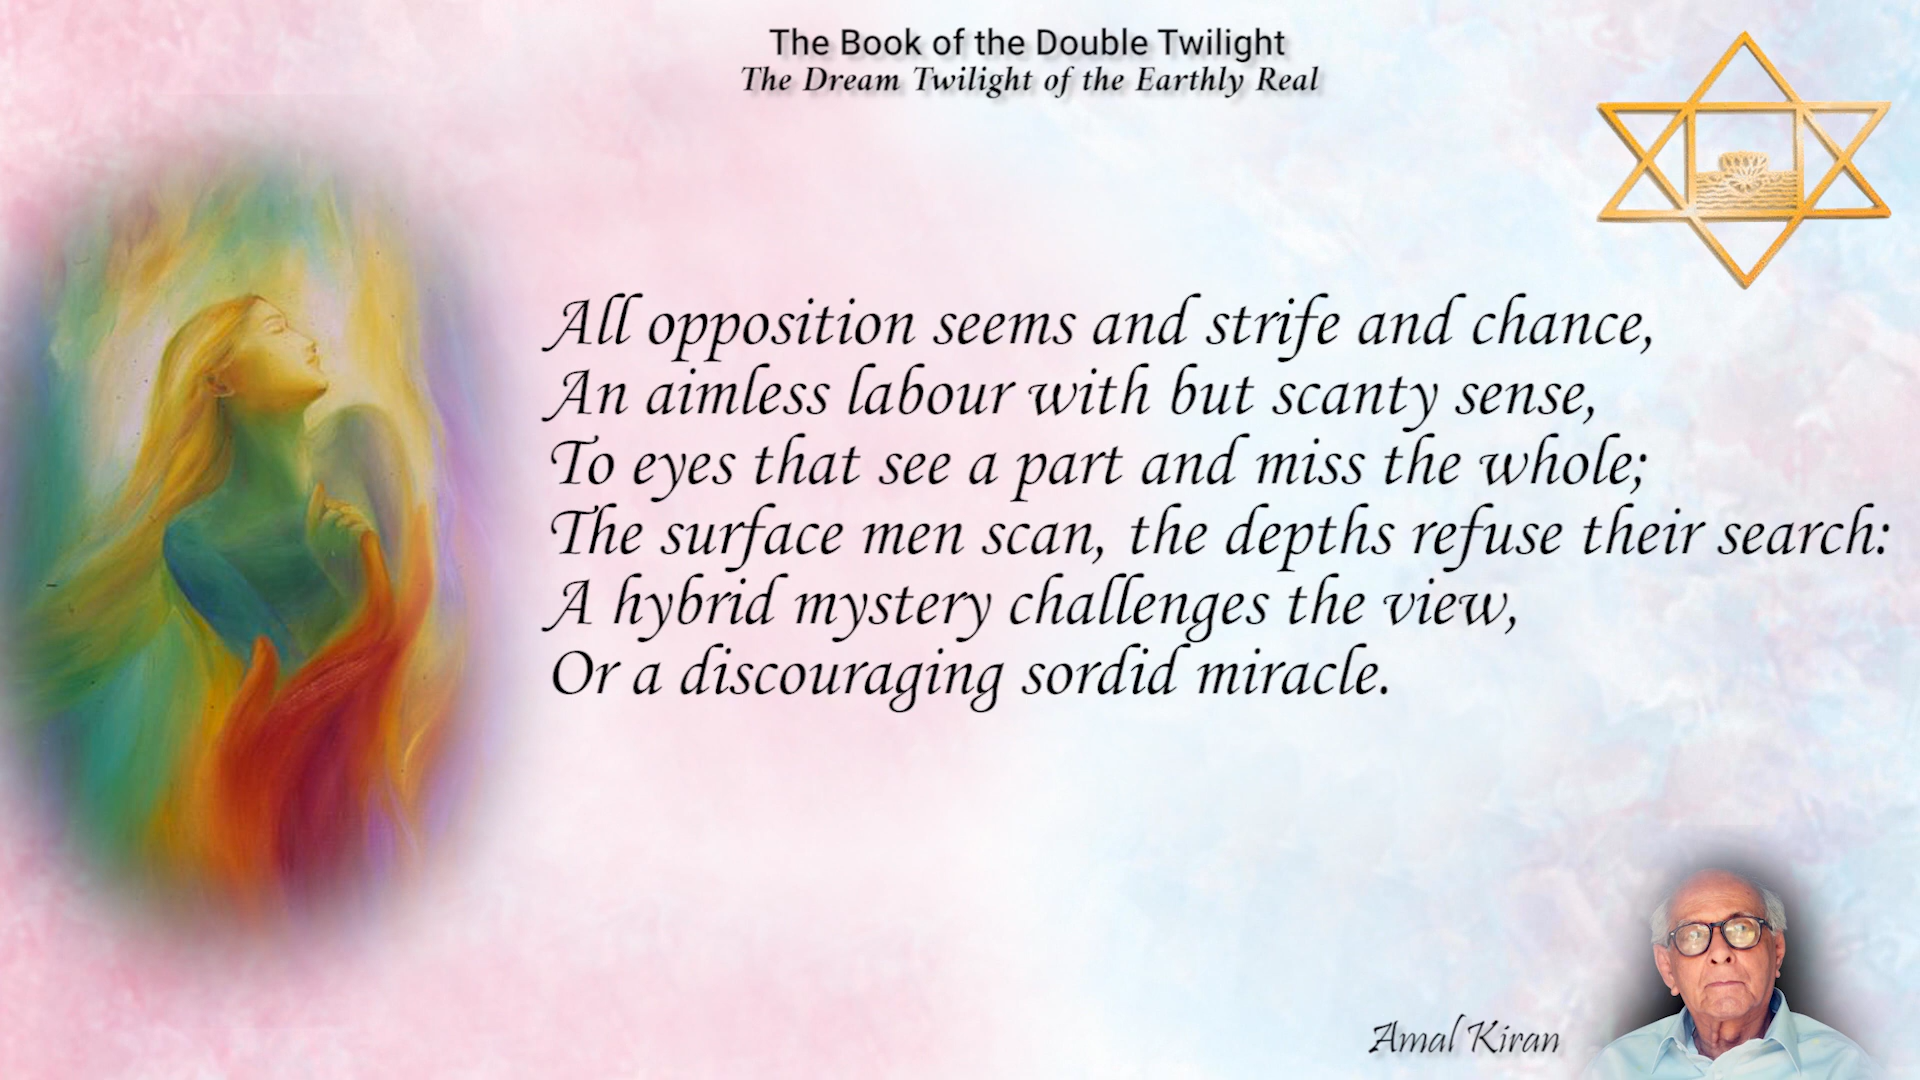 The Book of the Double Twilight
The Dream Twilight of the Earthly Real
All opposition seems and strife and chance,
An aimless labour with but scanty sense,
To eyes that see a part and miss the whole;
The surface men scan, the depths refuse their search:
A hybrid mystery challenges the view,
Or a discouraging sordid miracle.
Amal Kiran